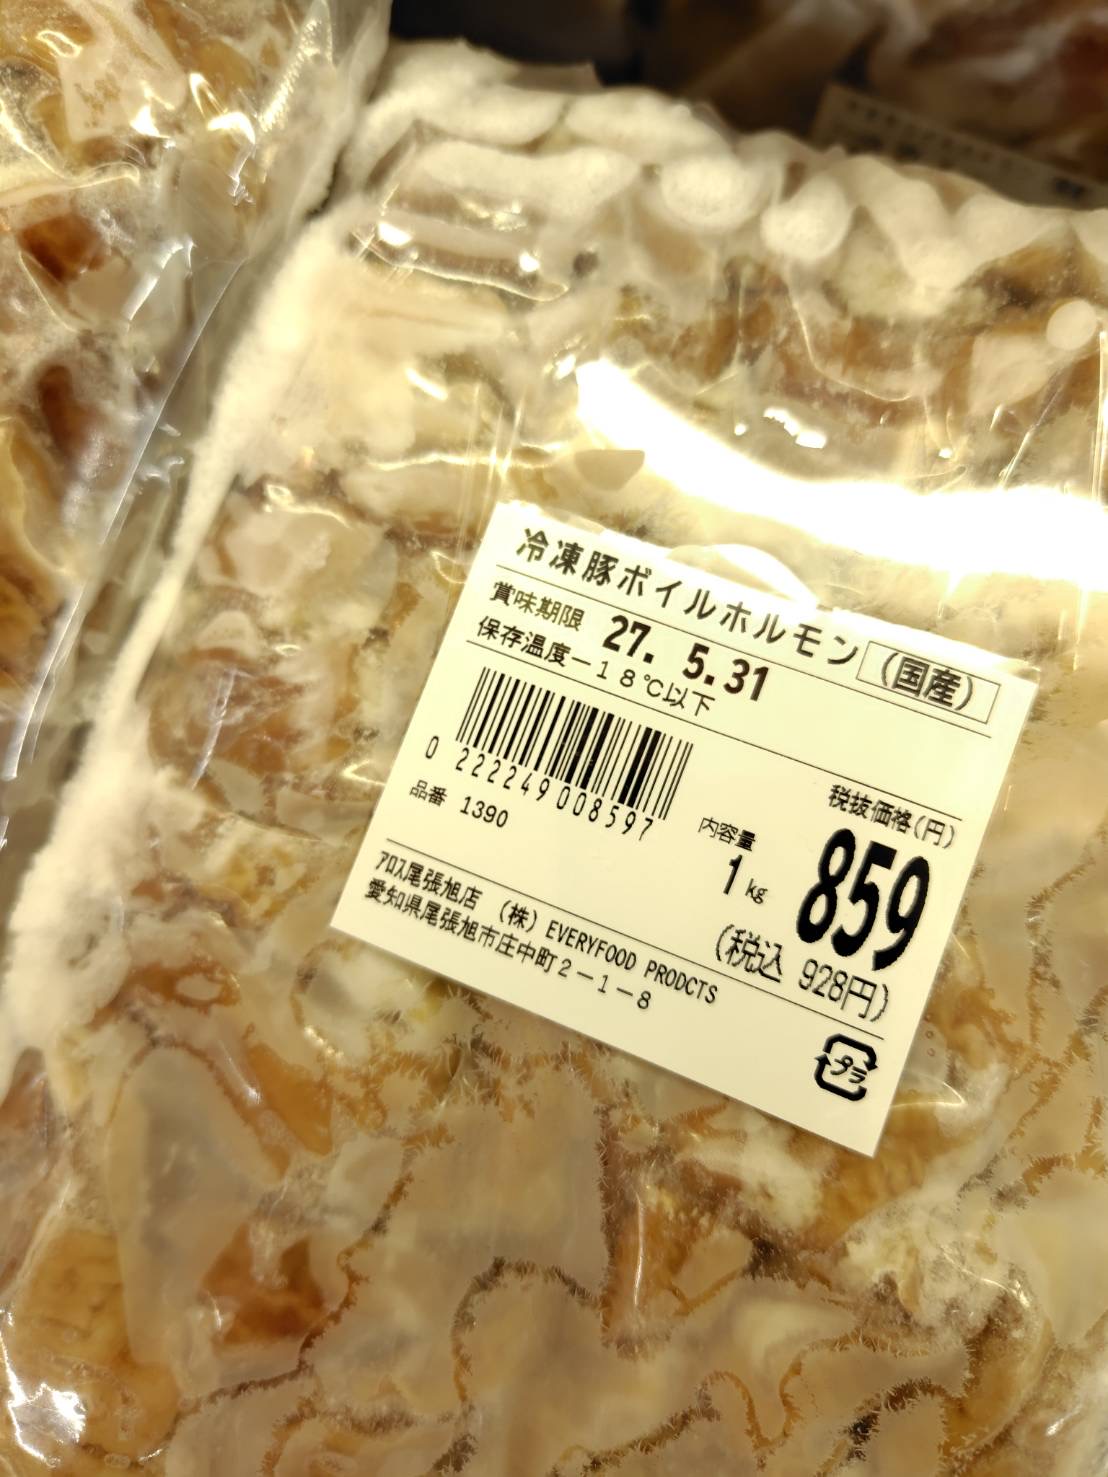 冷凍豚ボイルホルモン(国産)
賞味期限 27. 5.31
保存温度－18℃以下
0 222249 008597
品番 1390
内容量
1kg
税抜価格(円)
859
(税込 928円)
ｱﾛｽ尾張旭店 (株) EVERYFOOD PRODCTS
愛知県尾張旭市庄中町2－1－8
プラ